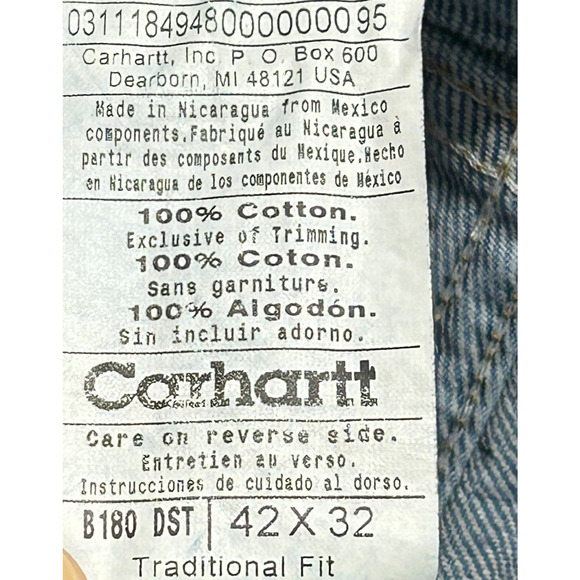 0311184948000000095
Carhartt, Inc. P. O. Box 600
Dearborn, MI 48121 USA
Made in Nicaragua from Mexico
components.Fabriqué au Nicaragua à
partir des composants du Mexique.Hecho
en Nicaragua de los componentes de México
100% Cotton.
Exclusive of Trimming.
100% Coton.
Sans garniture.
100% Algodón.
Sin incluir adorno.
Carhartt
Care on reverse side.
Entretien au verso.
Instrucciones de cuidado al dorso.
B180 DST | 42 X 32
Traditional Fit